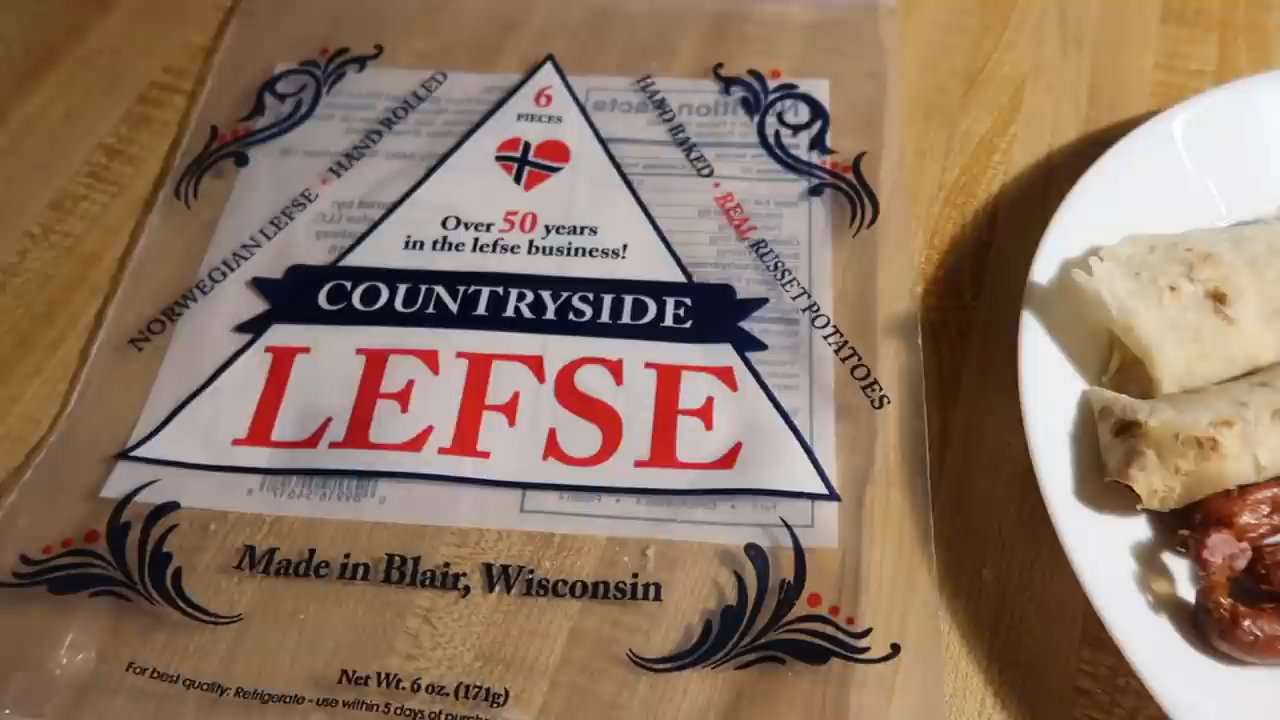 6
PIECES
NORWEGIAN LEFSE • HAND ROLLED
HAND BAKED • REAL RUSSET POTATOES
Over 50 years
in the lefse business!
COUNTRYSIDE
LEFSE
Made in Blair, Wisconsin
Net Wt. 6 oz. (171g)
For best quality: Refrigerate - use within 5 days of
Nutrition Facts